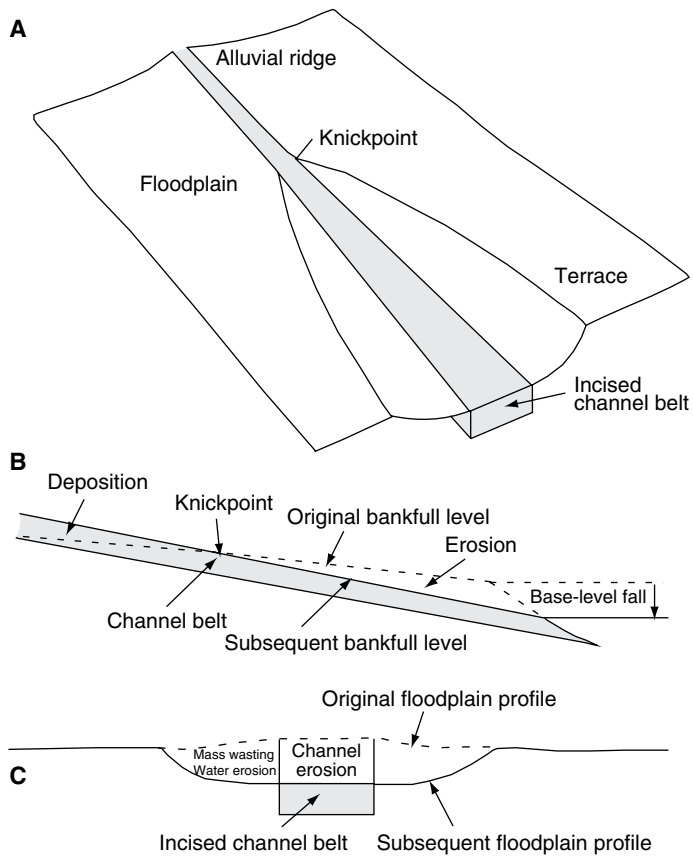 A
Alluvial ridge
Knickpoint
Floodplain
Terrace
Incised
channel belt
B
Deposition
Knickpoint
Original bankfull level
Erosion
Base-level fall
Channel belt
Subsequent bankfull level
Original floodplain profile
Mass wasting
Water erosion
Channel
erosion
C
Incised channel belt
Subsequent floodplain profile